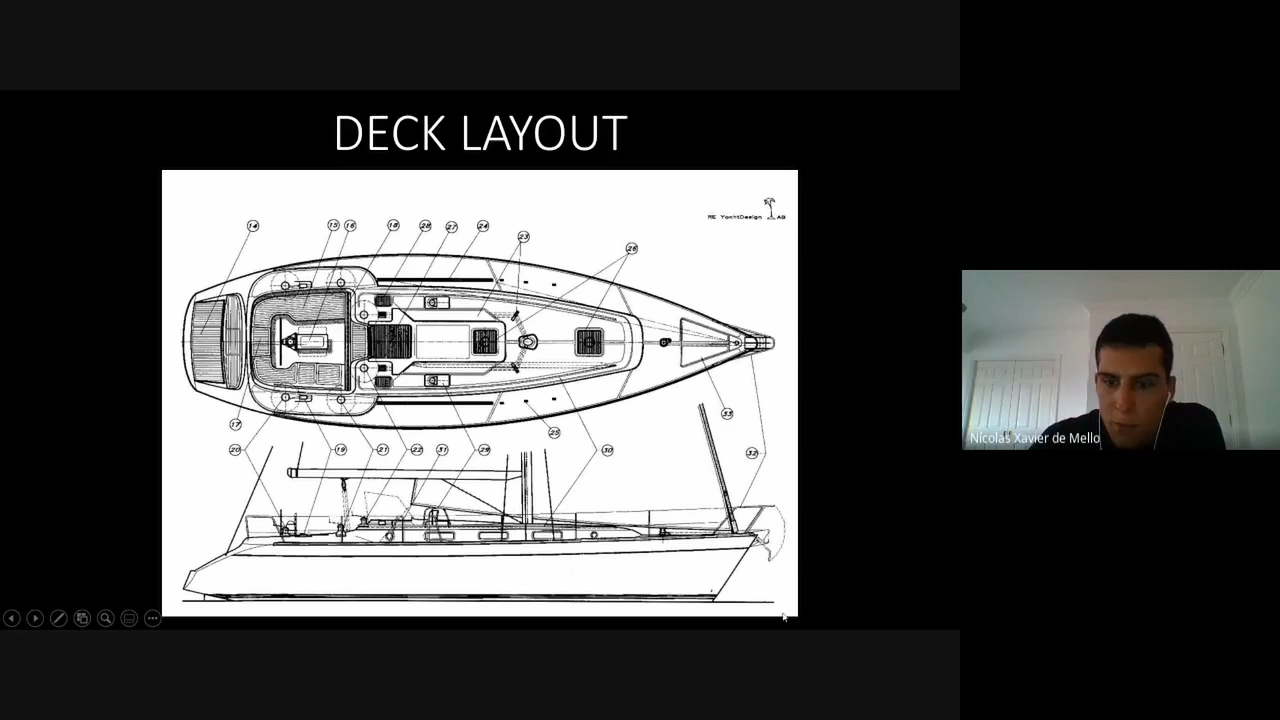 DECK LAYOUT
RE YachtDesign AG
14 15 16 18 28 27 24 23 26
17
20 19 21 22 31 29 25 30 33 32
Nicolas Xavier de Mello